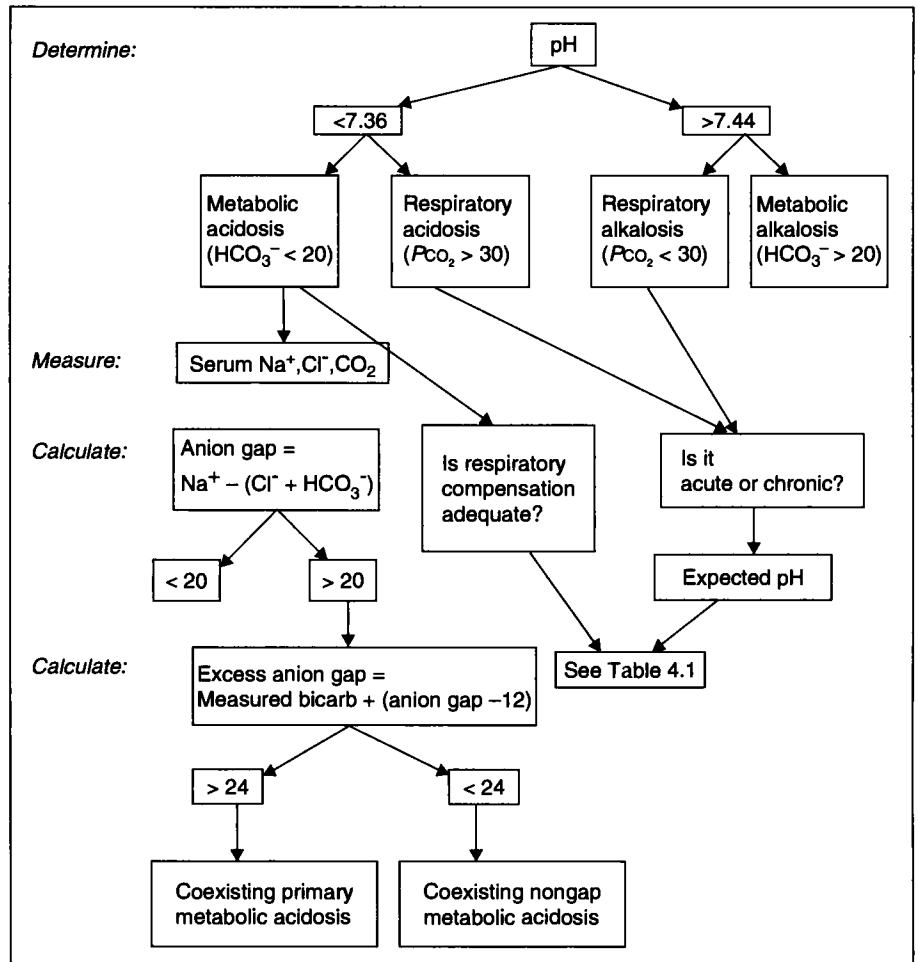 Determine:
pH
<7.36
>7.44
Metabolic
acidosis
(HCO₃⁻ < 20)
Respiratory
acidosis
(PCO₂ > 30)
Respiratory
alkalosis
(PCO₂ < 30)
Metabolic
alkalosis
(HCO₃⁻ > 20)
Measure:
Serum Na⁺,Cl⁻,CO₂
Calculate:
Anion gap =
Na⁺ – (Cl⁻ + HCO₃⁻)
Is respiratory
compensation
adequate?
Is it
acute or chronic?
< 20
> 20
Expected pH
Calculate:
Excess anion gap =
Measured bicarb + (anion gap –12)
See Table 4.1
> 24
< 24
Coexisting primary
metabolic acidosis
Coexisting nongap
metabolic acidosis